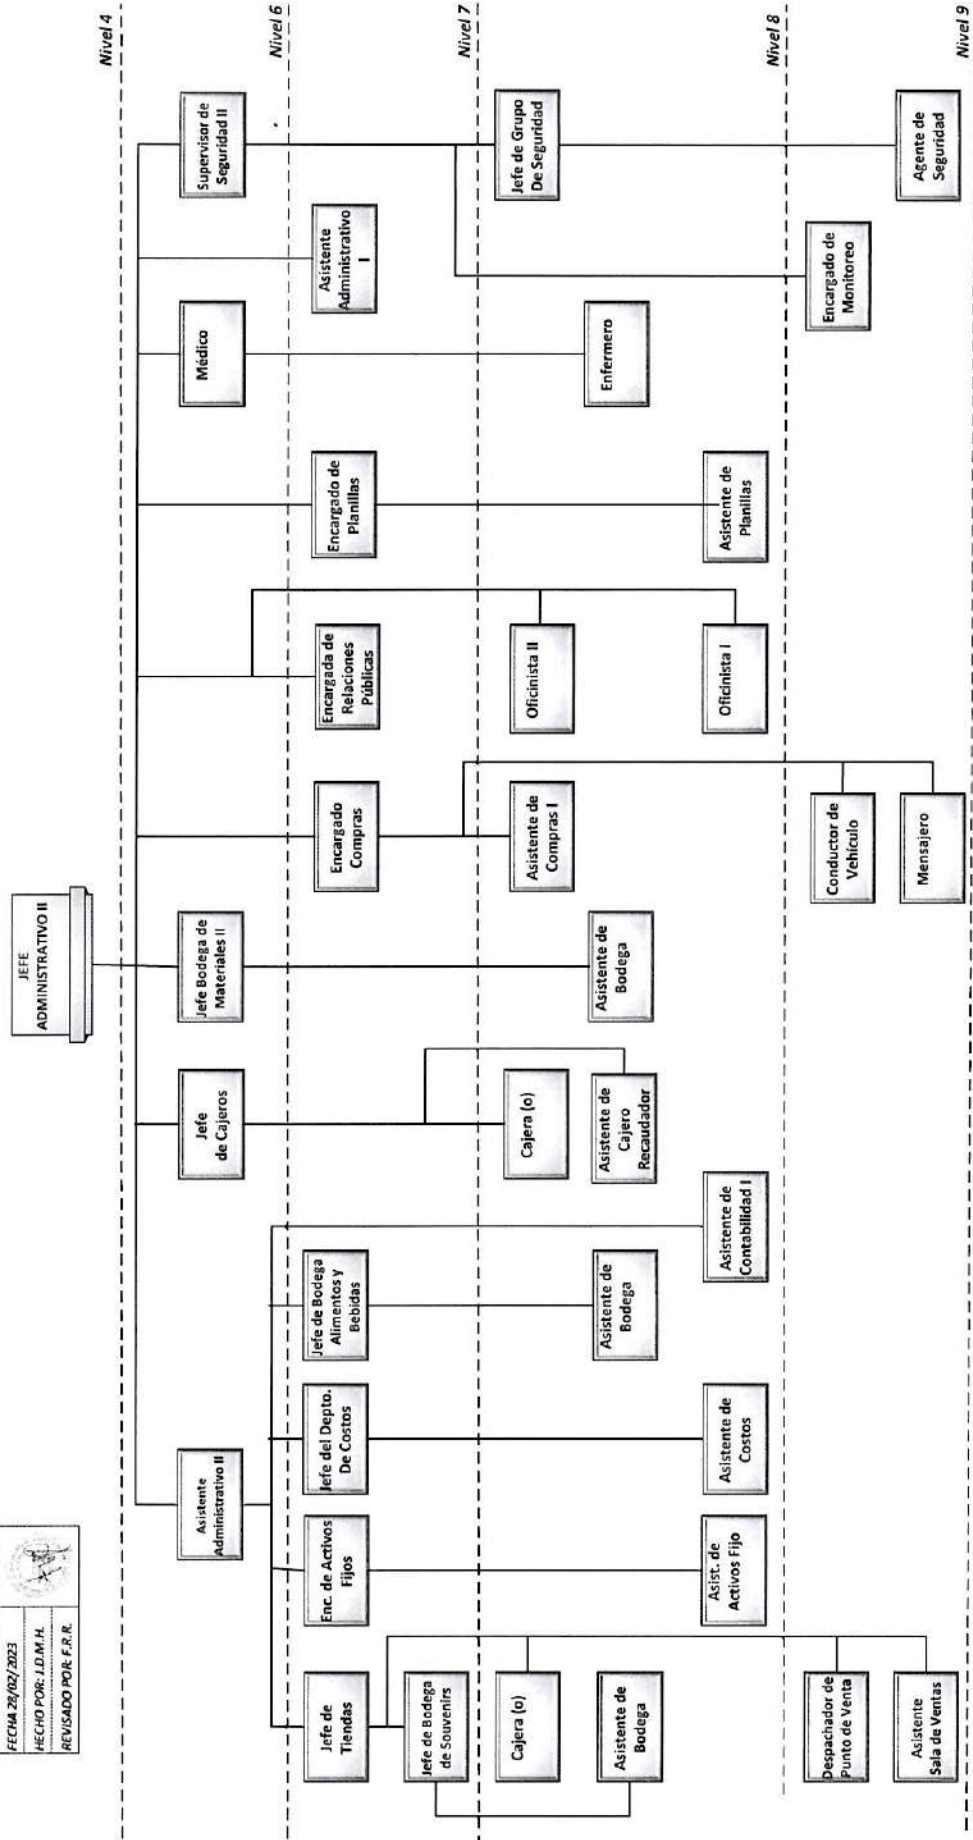 FECHA 28/02/2023
HECHO POR: J.D.M.H.
REVISADO POR: F.R.R.
JEFE
ADMINISTRATIVO II
Nivel 4
Asistente
Administrativo II
Jefe
de Cajeros
Jefe Bodega de
Materiales II
Médico
Supervisor de
Seguridad II
Nivel 6
Jefe de
Tiendas
Enc. de Activos
Fijos
Jefe del Depto.
De Costos
Jefe de Bodega
Alimentos y
Bebidas
Encargado
Compras
Encargada de
Relaciones
Públicas
Encargado de
Planillas
Asistente
Administrativo
I
Jefe de Bodega
de Souvenirs
Nivel 7
Cajera (o)
Cajera (o)
Asistente de
Compras I
Oficinista II
Jefe de Grupo
De Seguridad
Asistente de
Bodega
Asistente de
Bodega
Asistente de
Cajero
Recaudador
Asistente de
Bodega
Enfermero
Asist. de
Activos Fijo
Asistente de
Costos
Asistente de
Contabilidad I
Oficinista I
Asistente de
Planillas
Nivel 8
Despachador de
Punto de Venta
Conductor de
Vehículo
Encargado de
Monitoreo
Asistente
Sala de Ventas
Mensajero
Agente de
Seguridad
Nivel 9